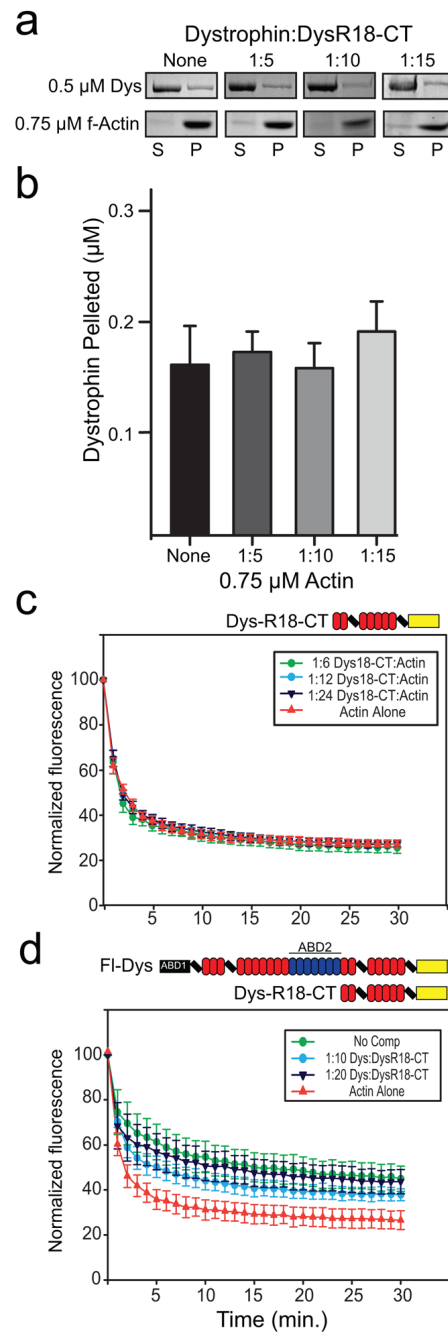 a
Dystrophin:DysR18-CT
None 1:5 1:10 1:15
0.5 µM Dys
0.75 µM f-Actin
S P S P S P S P
b
Dystrophin Pelleted (µM)
0.3
0.2
0.1
None 1:5 1:10 1:15
0.75 µM Actin
c
Dys-R18-CT
1:6 Dys18-CT:Actin
1:12 Dys18-CT:Actin
1:24 Dys18-CT:Actin
Actin Alone
Normalized fluorescence
100
80
60
40
20
0
5 10 15 20 25 30
d
ABD2
Fl-Dys
ABD1
Dys-R18-CT
No Comp
1:10 Dys:DysR18-CT
1:20 Dys:DysR18-CT
Actin Alone
Normalized fluorescence
100
80
60
40
20
0
5 10 15 20 25 30
Time (min.)